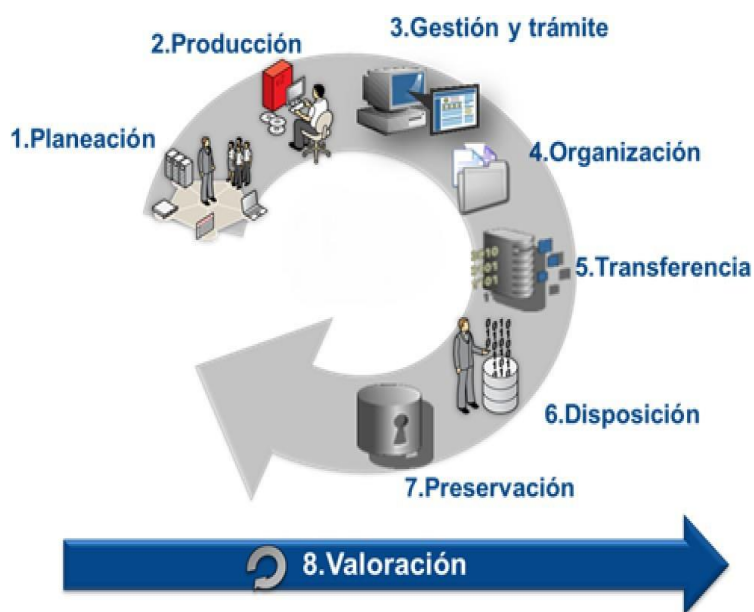 1.Planeación
2.Producción
3.Gestión y trámite
4.Organización
5.Transferencia
6.Disposición
7.Preservación
8.Valoración